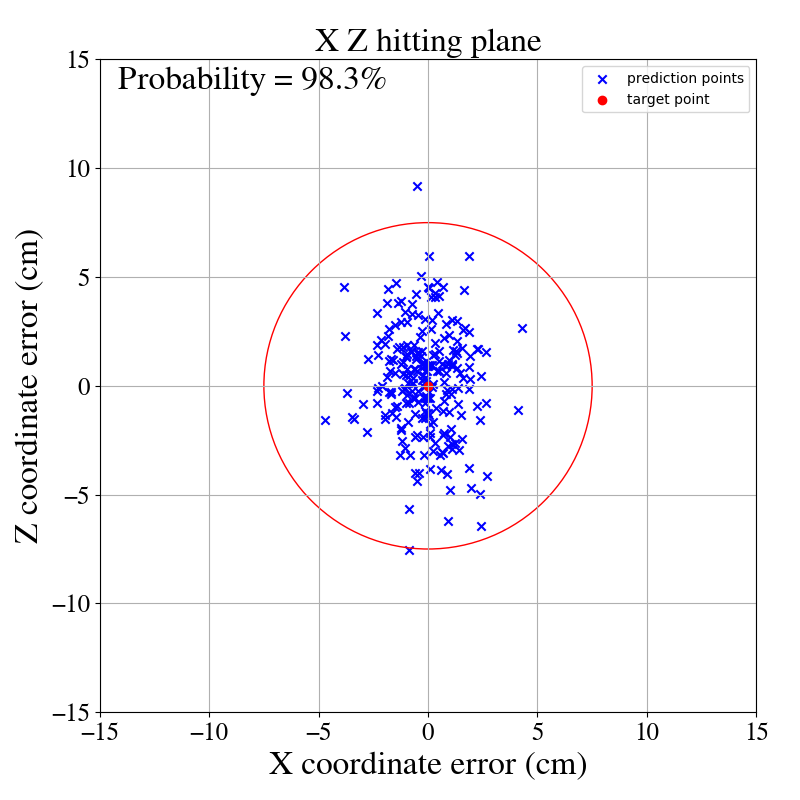 X Z hitting plane
Probability = 98.3%
prediction points
target point
15
10
5
0
−5
−10
−15
Z coordinate error (cm)
−15
−10
−5
0
5
10
15
X coordinate error (cm)